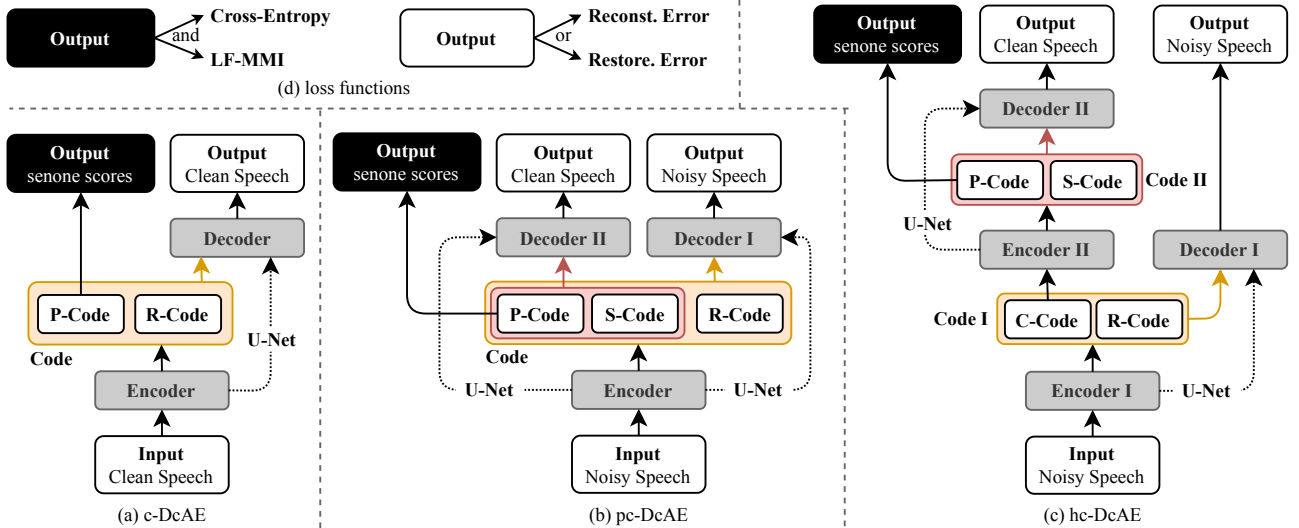 Output
Cross-Entropy
and
LF-MMI
Output
Reconst. Error
or
Restore. Error
(d) loss functions
Output
senone scores
Output
Clean Speech
Decoder
P-Code
R-Code
Code
U-Net
Encoder
Input
Clean Speech
(a) c-DcAE
Output
senone scores
Output
Clean Speech
Output
Noisy Speech
Decoder II
Decoder I
P-Code
S-Code
R-Code
Code
U-Net
Encoder
U-Net
Input
Noisy Speech
(b) pc-DcAE
Output
senone scores
Output
Clean Speech
Output
Noisy Speech
Decoder II
P-Code
S-Code
Code II
U-Net
Encoder II
Decoder I
Code I
C-Code
R-Code
Encoder I
U-Net
Input
Noisy Speech
(c) hc-DcAE